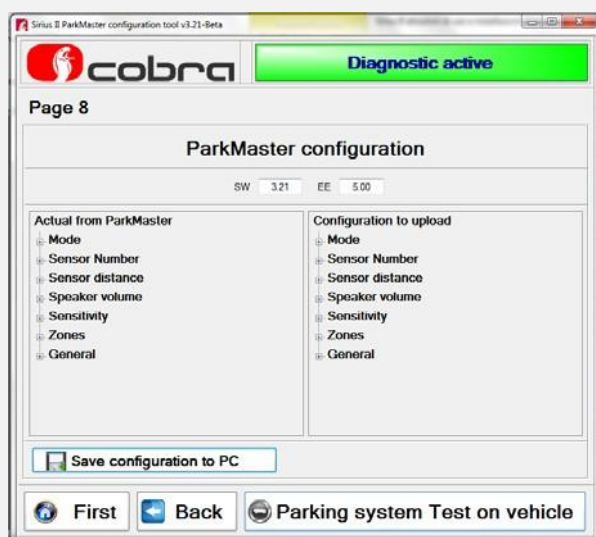 Sirius II ParkMaster configuration tool v3.21-Beta
cobra
Diagnostic active
Page 8
ParkMaster configuration
SW 3.21 EE 5.00
Actual from ParkMaster
Mode
Sensor Number
Sensor distance
Speaker volume
Sensitivity
Zones
General
Configuration to upload
Mode
Sensor Number
Sensor distance
Speaker volume
Sensitivity
Zones
General
Save configuration to PC
First
Back
Parking system Test on vehicle